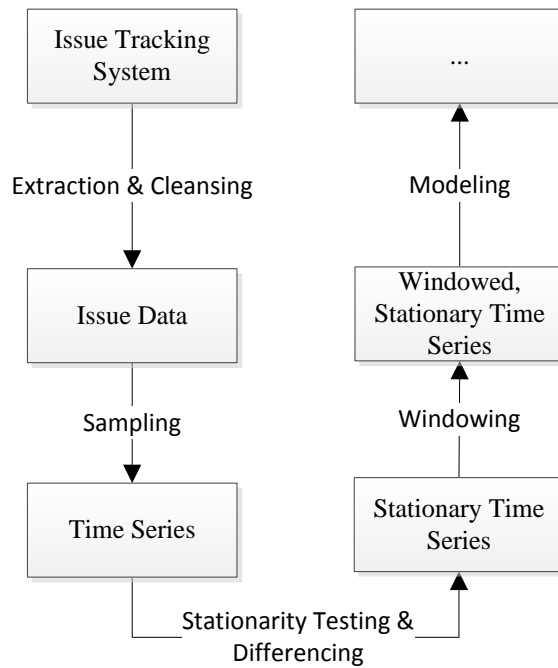 Issue Tracking
System
Extraction & Cleansing
Issue Data
Sampling
Time Series
Stationarity Testing &
Differencing
Stationary Time
Series
Windowing
Windowed,
Stationary Time
Series
Modeling
...